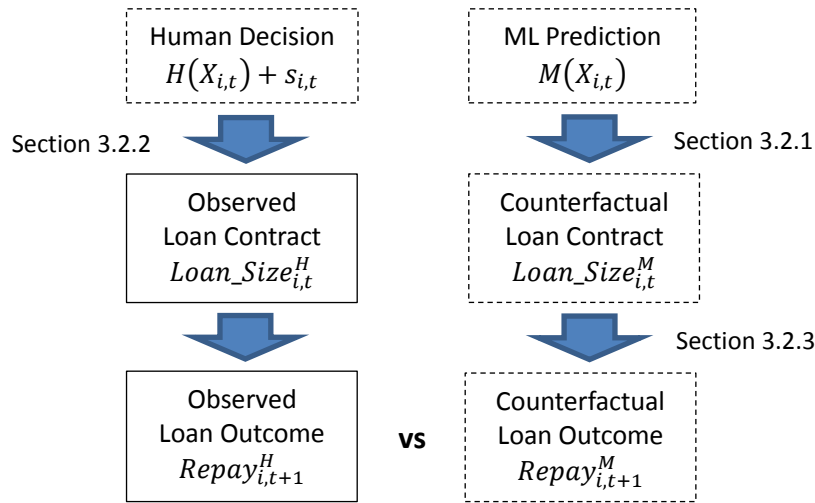 Human Decision
H(X_{i,t}) + s_{i,t}
ML Prediction
M(X_{i,t})
Section 3.2.2
Section 3.2.1
Observed
Loan Contract
Loan_Size^H_{i,t}
Counterfactual
Loan Contract
Loan_Size^M_{i,t}
Section 3.2.3
Observed
Loan Outcome
Repay^H_{i,t+1}
vs
Counterfactual
Loan Outcome
Repay^M_{i,t+1}